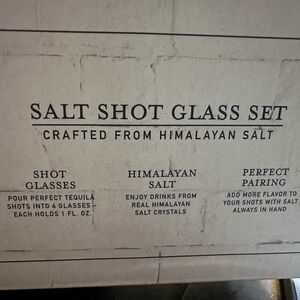 SALT SHOT GLASS SET
CRAFTED FROM HIMALAYAN SALT
SHOT
GLASSES
POUR PERFECT TEQUILA
SHOTS INTO 4 GLASSES –
EACH HOLDS 1 FL. OZ.
HIMALAYAN
SALT
ENJOY DRINKS FROM
REAL HIMALAYAN
SALT CRYSTALS
PERFECT
PAIRING
ADD MORE FLAVOR TO
YOUR SHOTS WITH SALT
ALWAYS IN HAND